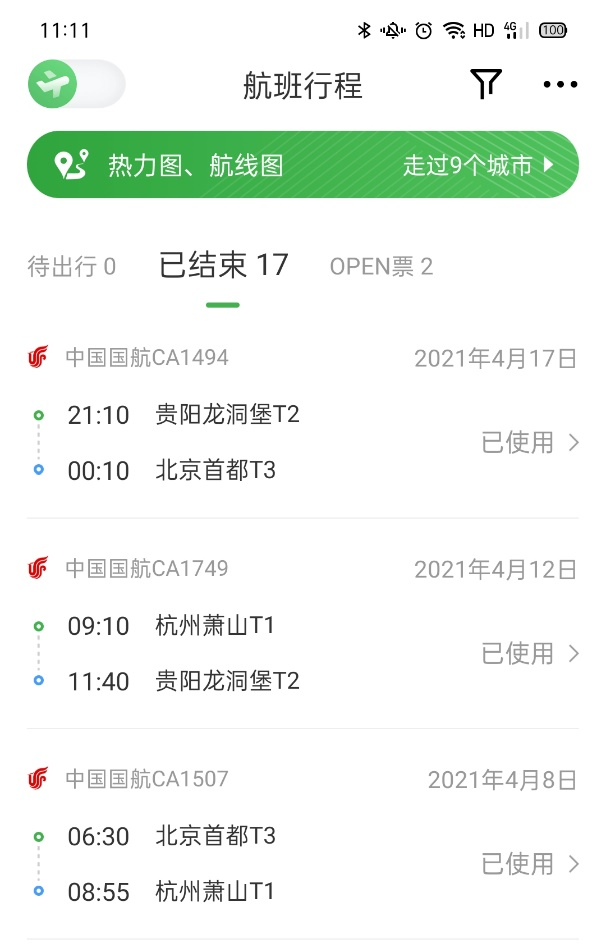 11:11 HD 4G 100
航班行程
热力图、航线图 走过9个城市
待出行 0 已结束 17 OPEN票 2
中国国航CA1494 2021年4月17日
21:10 贵阳龙洞堡T2
已使用
00:10 北京首都T3
中国国航CA1749 2021年4月12日
09:10 杭州萧山T1
已使用
11:40 贵阳龙洞堡T2
中国国航CA1507 2021年4月8日
06:30 北京首都T3
已使用
08:55 杭州萧山T1